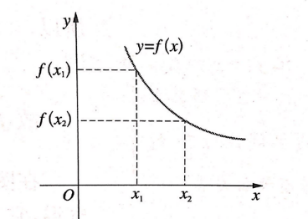 y
y=f(x)
f(x₁)
f(x₂)
O x₁ x₂ x